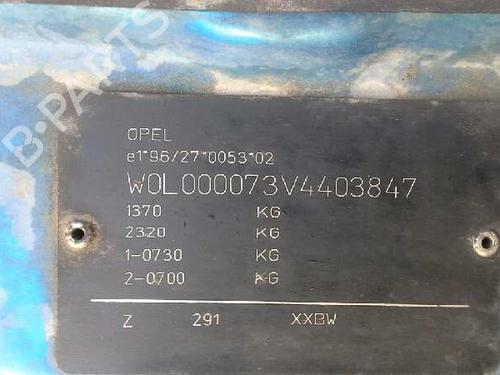 B-PARTS
OPEL
e1*96/27*0053*02
W0L000073V4403847
1370 KG
2320 KG
1-0730 KG
2-0700 KG
Z 291 XXBW